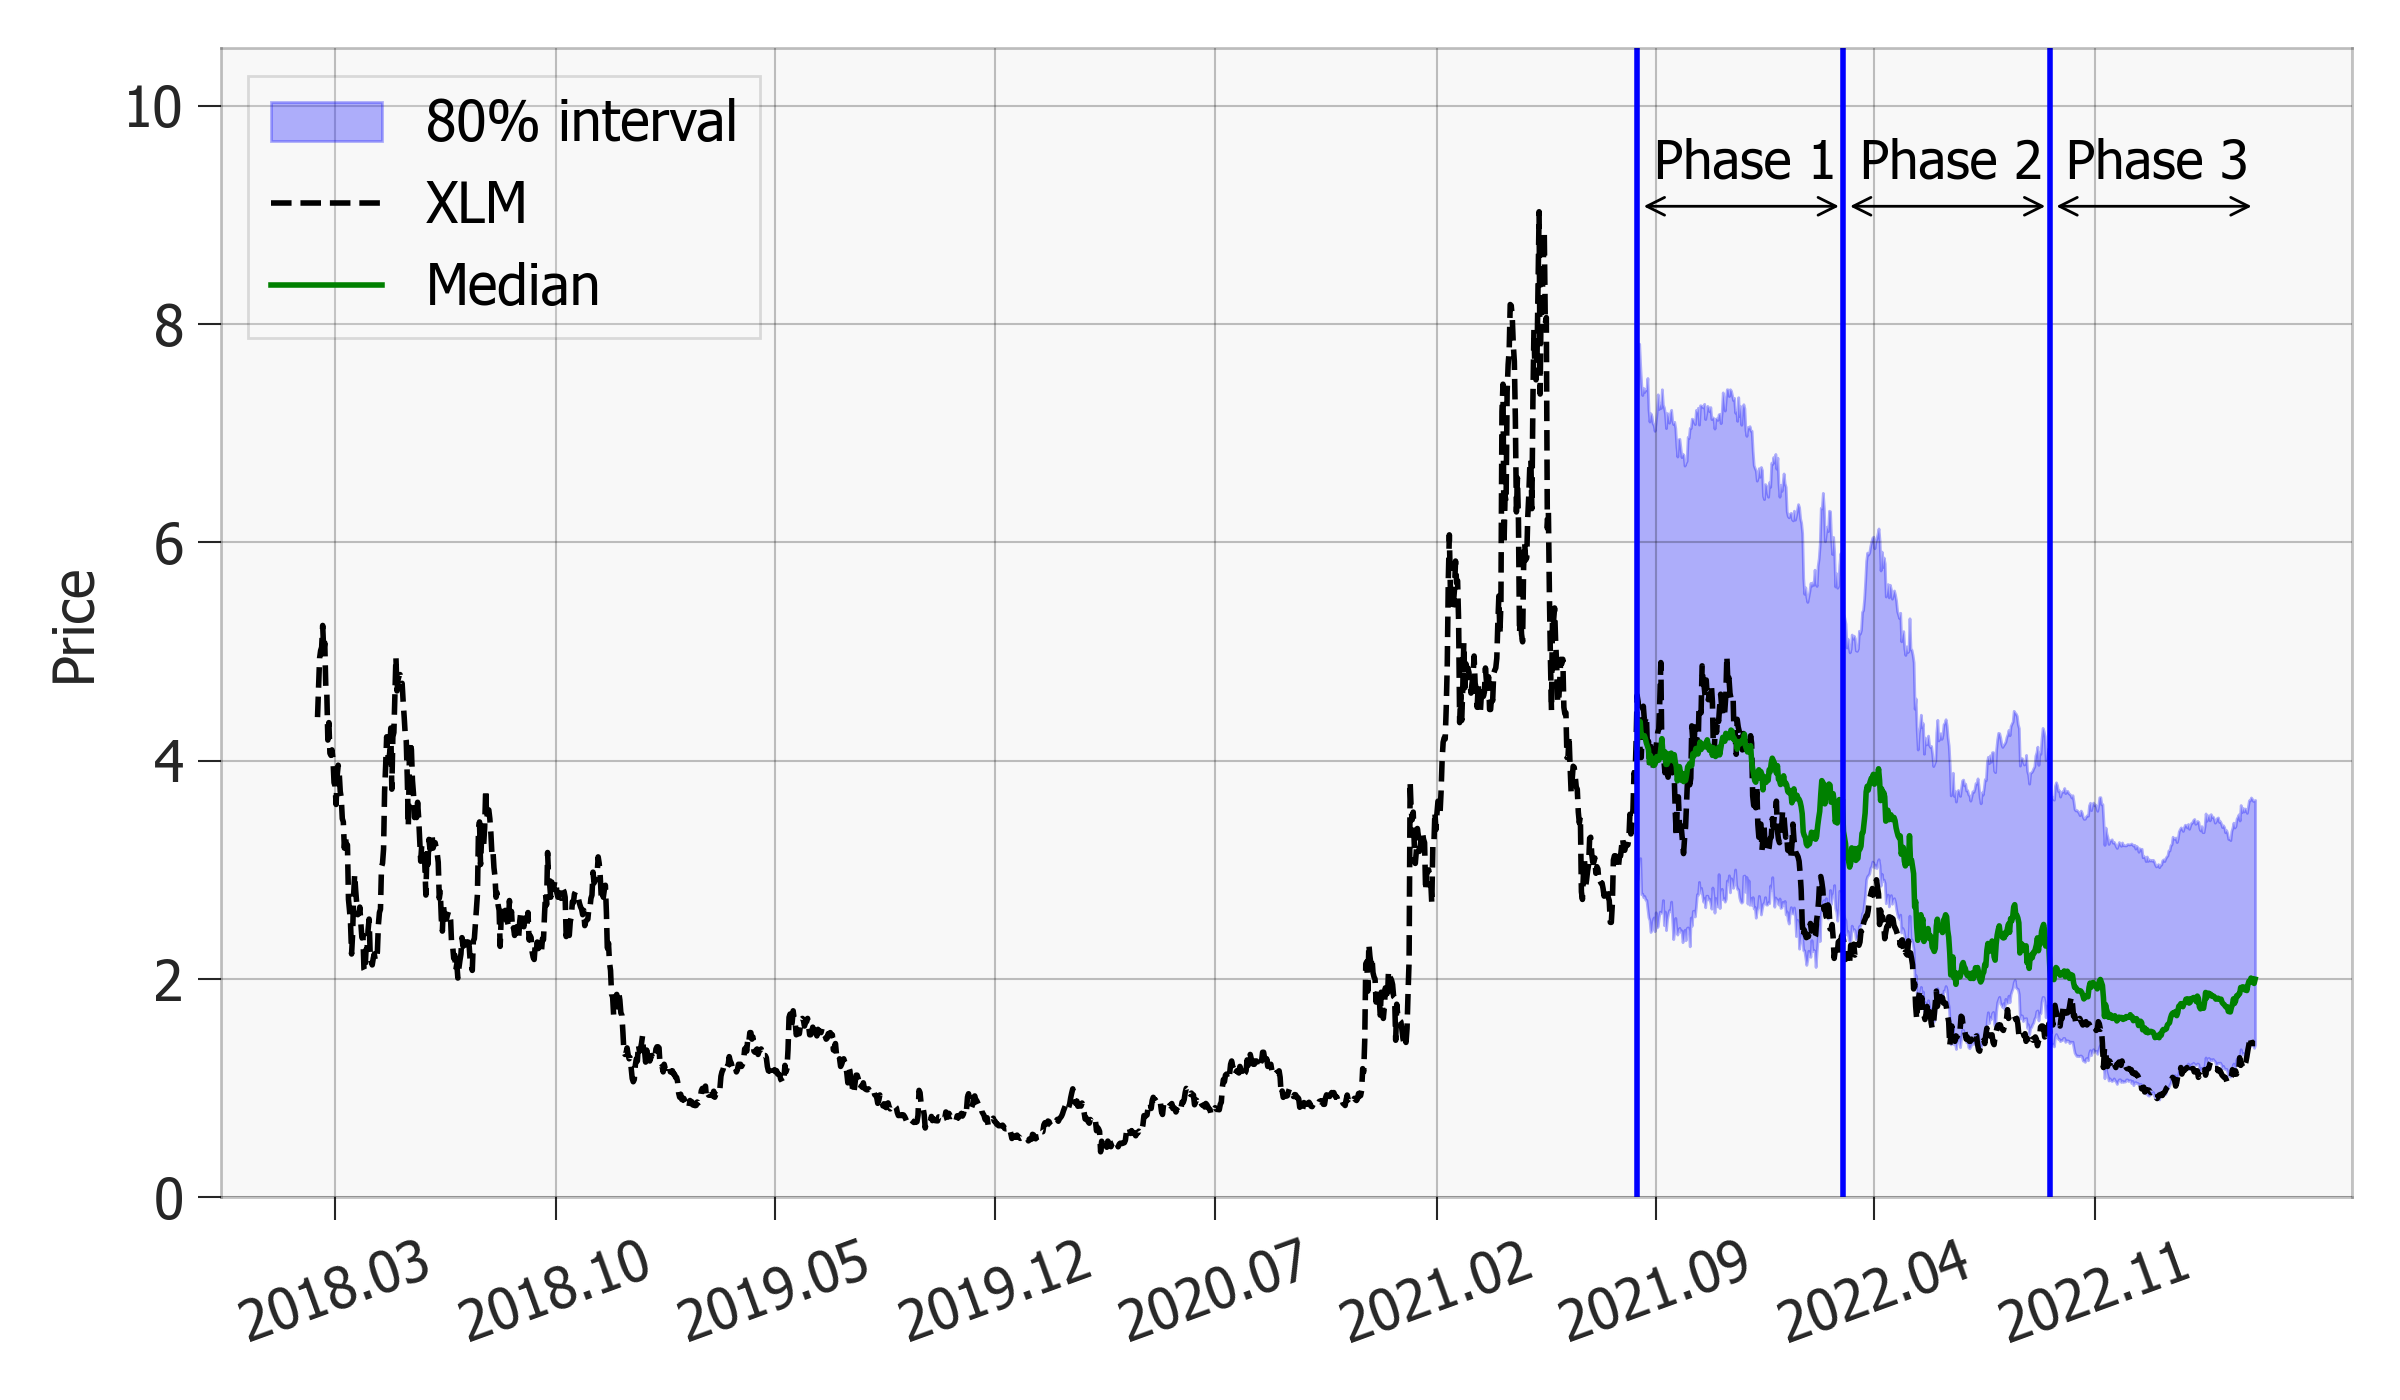 80% interval
XLM
Median
Phase 1
Phase 2
Phase 3
Price
10
8
6
4
2
0
2018.03
2018.10
2019.05
2019.12
2020.07
2021.02
2021.09
2022.04
2022.11